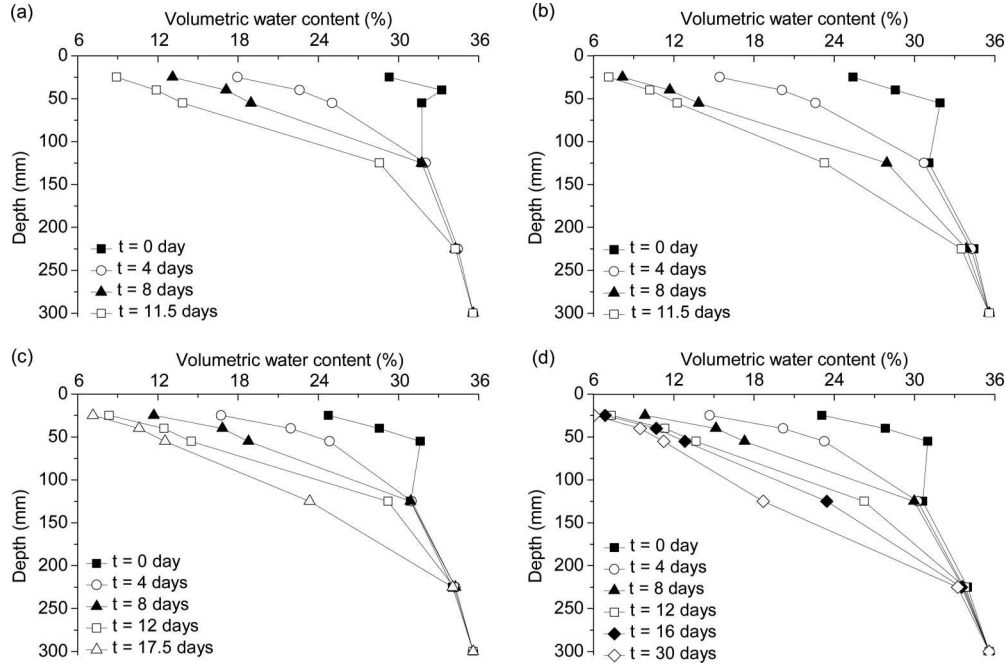 (a)
Volumetric water content (%)
6 12 18 24 30 36
0
50
100
150
200
250
300
Depth (mm)
t = 0 day
t = 4 days
t = 8 days
t = 11.5 days
(b)
Volumetric water content (%)
6 12 18 24 30 36
0
50
100
150
200
250
300
Depth (mm)
t = 0 day
t = 4 days
t = 8 days
t = 11.5 days
(c)
Volumetric water content (%)
6 12 18 24 30 36
0
50
100
150
200
250
300
Depth (mm)
t = 0 day
t = 4 days
t = 8 days
t = 12 days
t = 17.5 days
(d)
Volumetric water content (%)
6 12 18 24 30 36
0
50
100
150
200
250
300
Depth (mm)
t = 0 day
t = 4 days
t = 8 days
t = 12 days
t = 16 days
t = 30 days